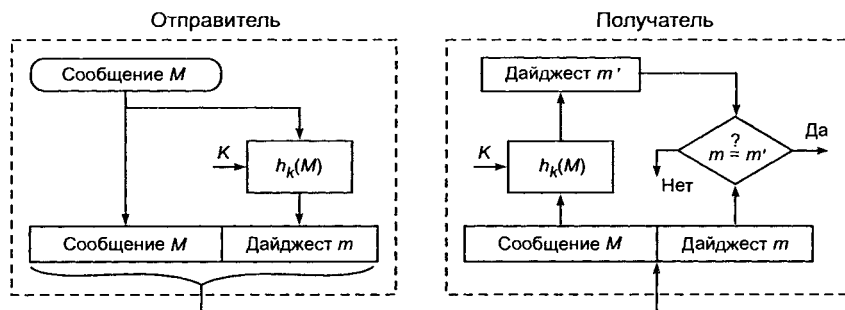 Отправитель
Получатель
Сообщение M
K
h_k(M)
Сообщение M
Дайджест m
Дайджест m'
K
h_k(M)
?
m = m'
Да
Нет
Сообщение M
Дайджест m